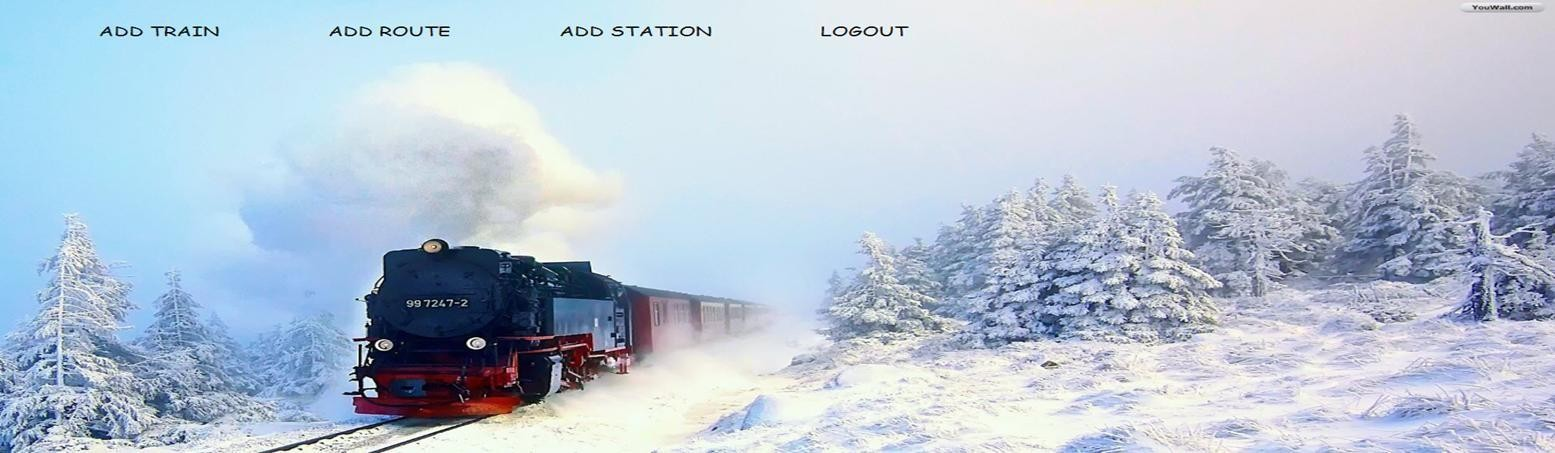 ADD TRAIN ADD ROUTE ADD STATION LOGOUT
YouWall.com
99 7247-2